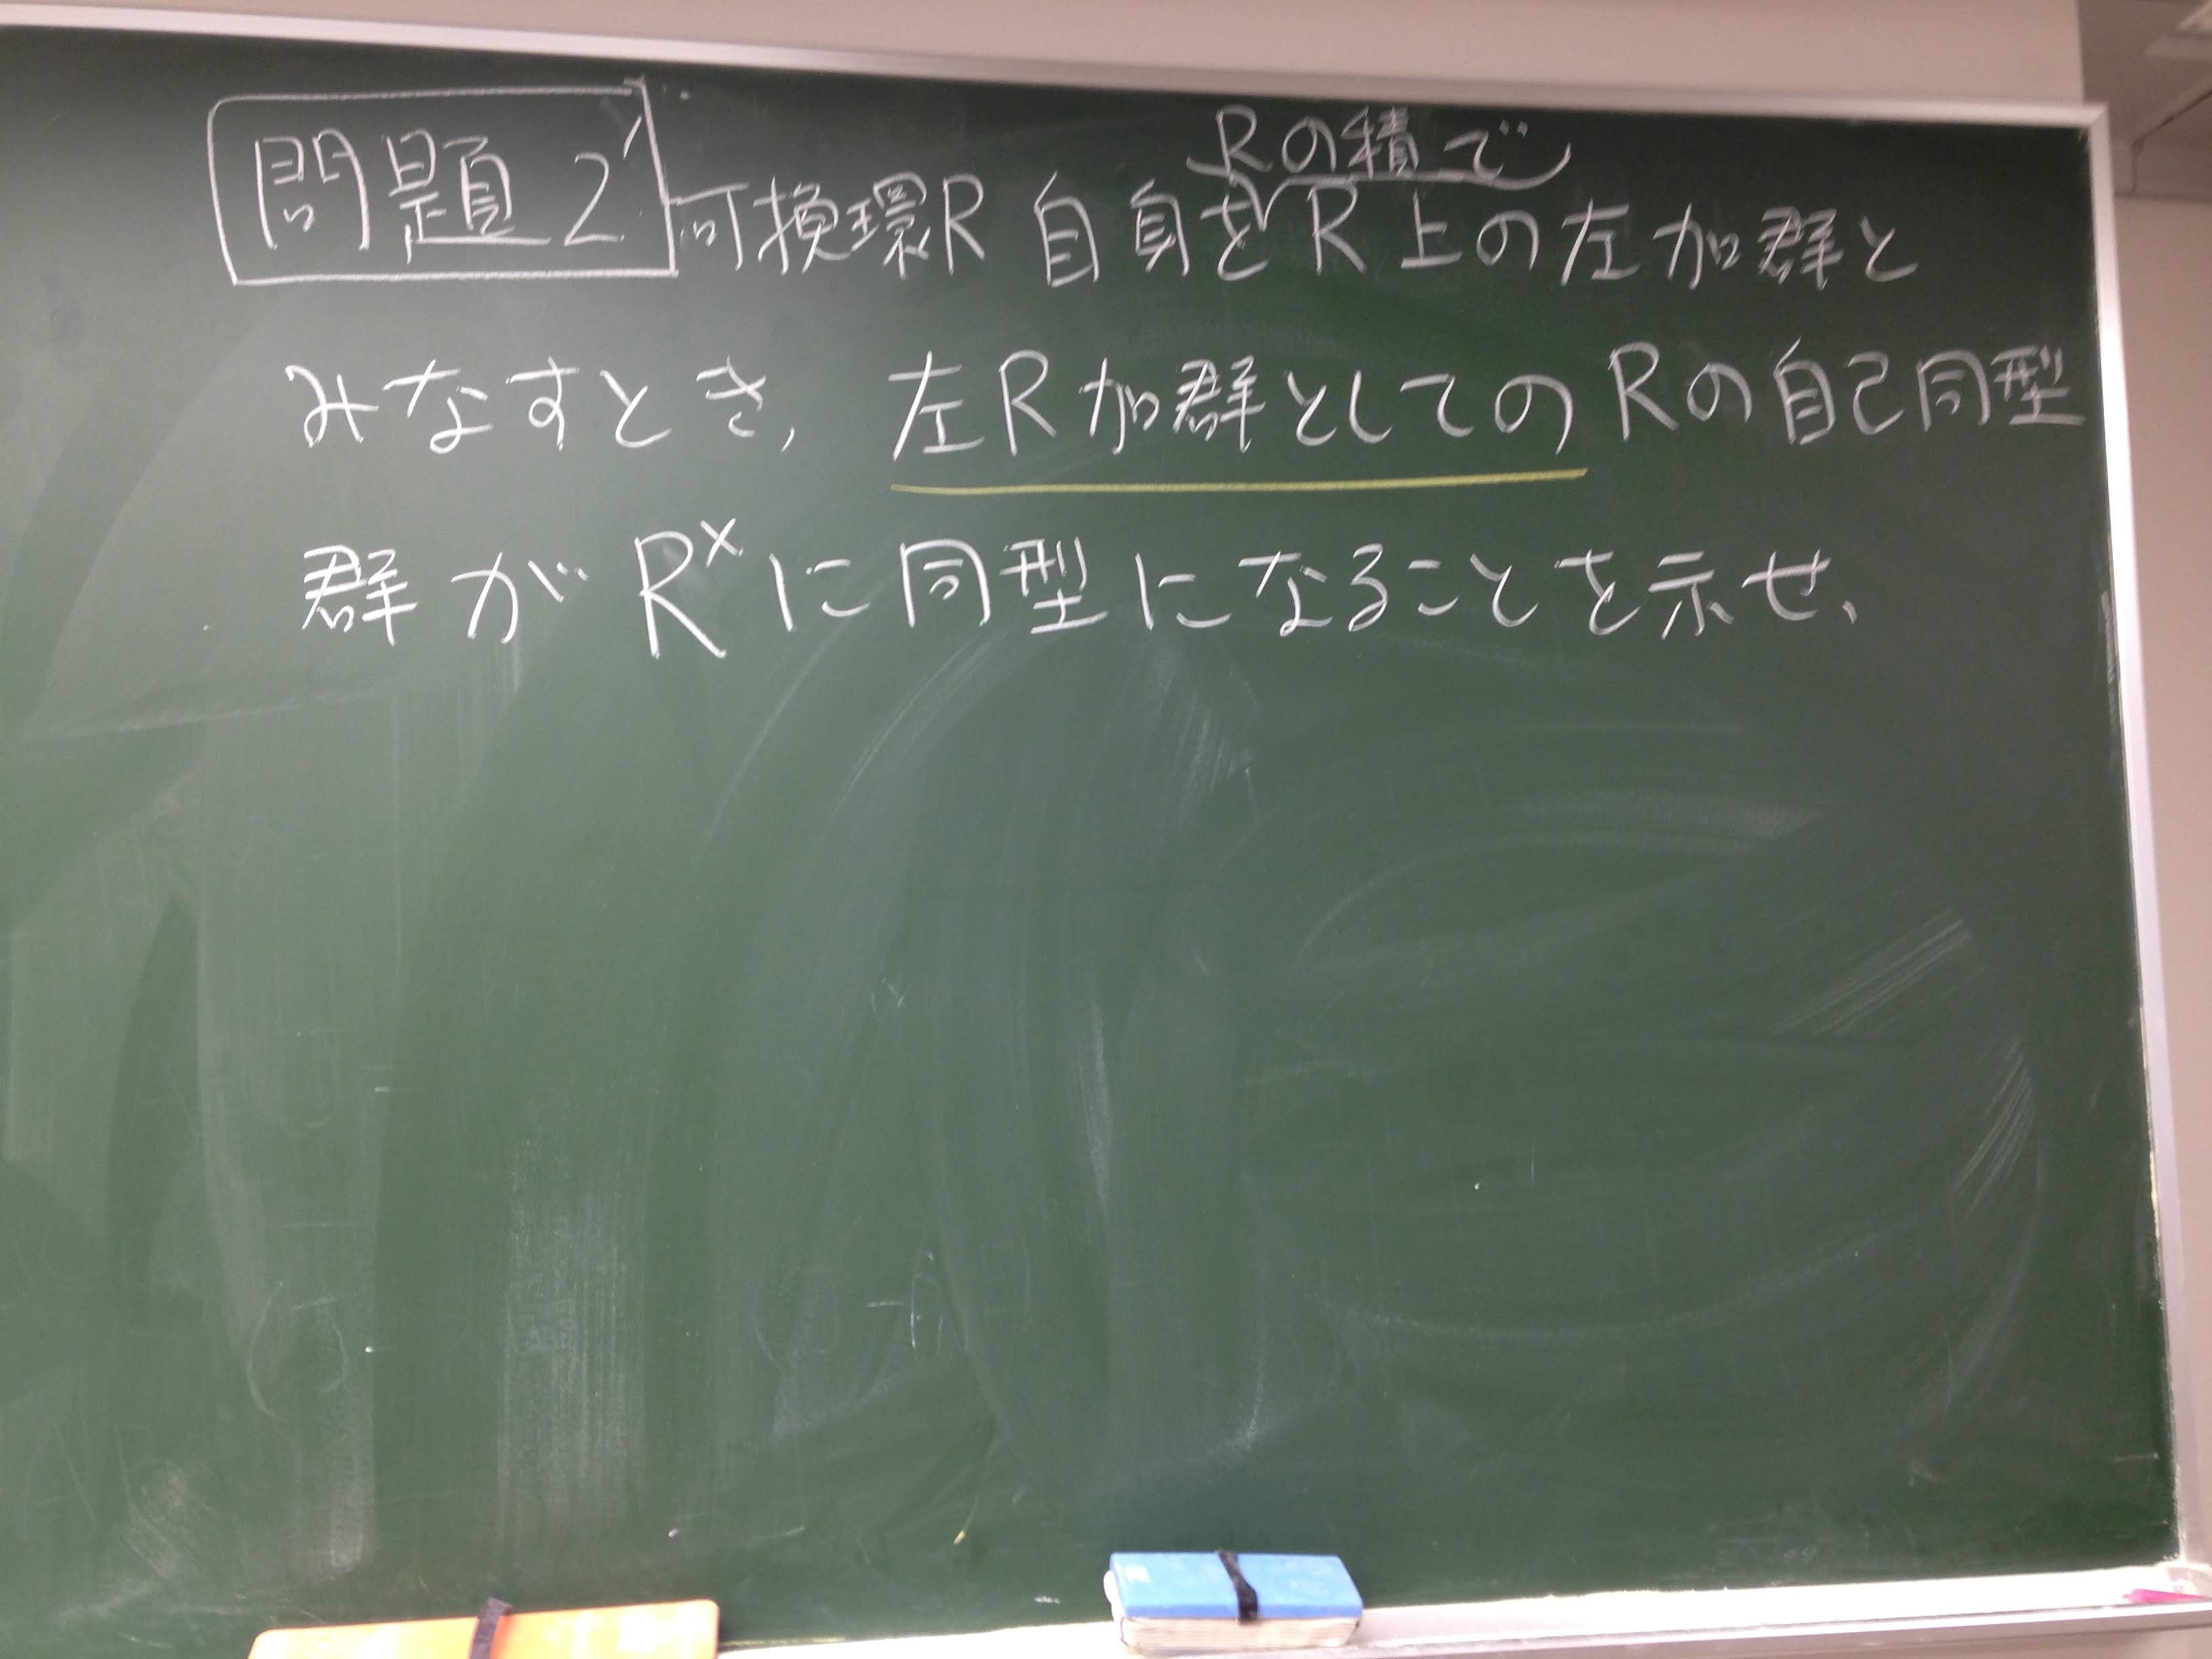 問題2' 可換環R自身をRの積でR上の左加群と
みなすとき, 左R加群としてのRの自己同型
群がR^×に同型になることを示せ.